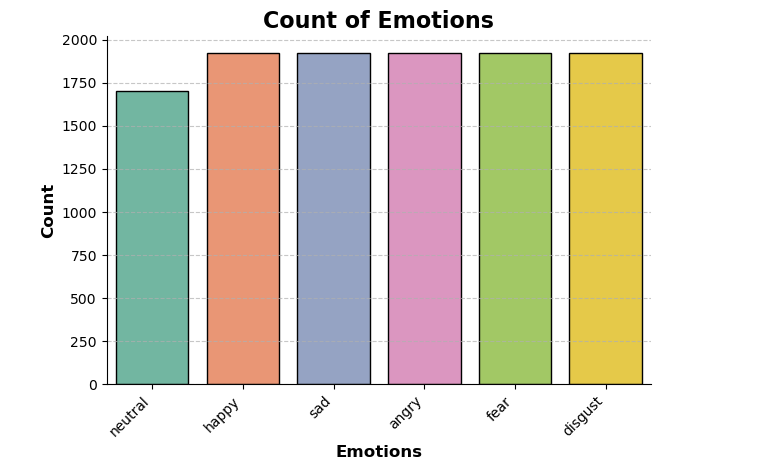 Count of Emotions
2000
1750
1500
1250
1000
750
500
250
0
Count
neutral
happy
sad
angry
fear
disgust
Emotions